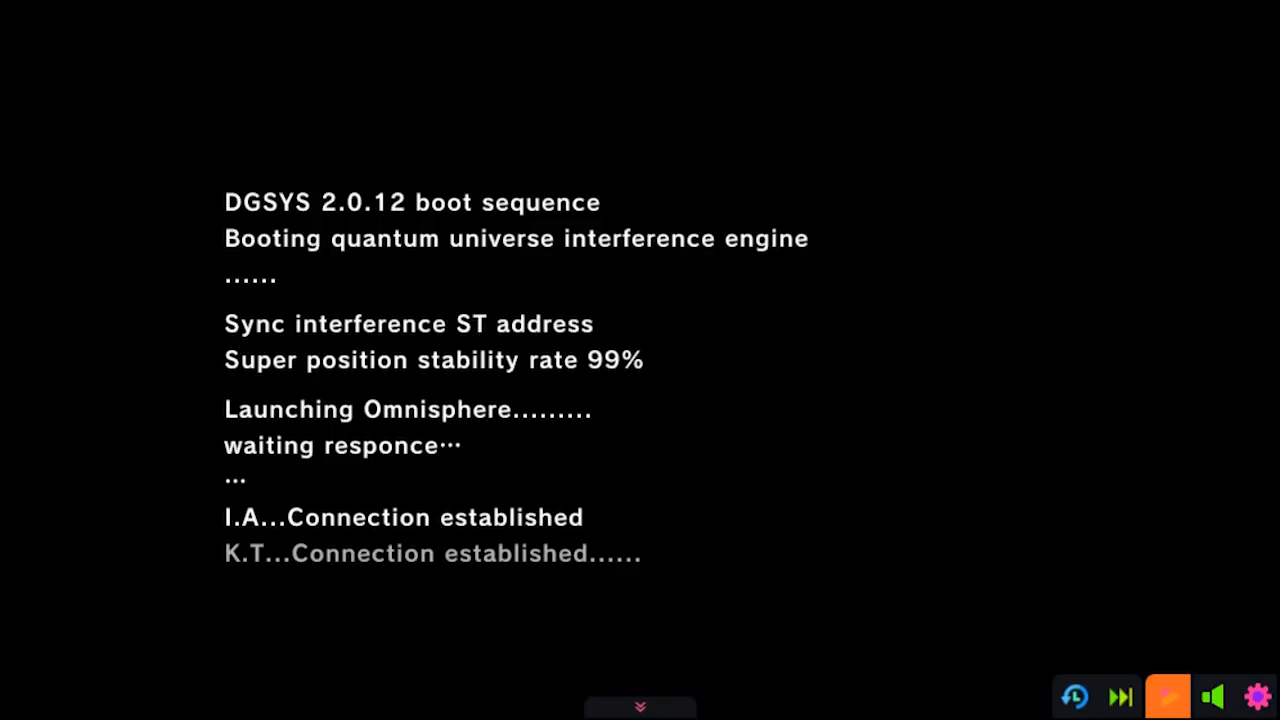 DGSYS 2.0.12 boot sequence
Booting quantum universe interference engine
......
Sync interference ST address
Super position stability rate 99%
Launching Omnisphere.........
waiting responce…
…
I.A...Connection established
K.T...Connection established......